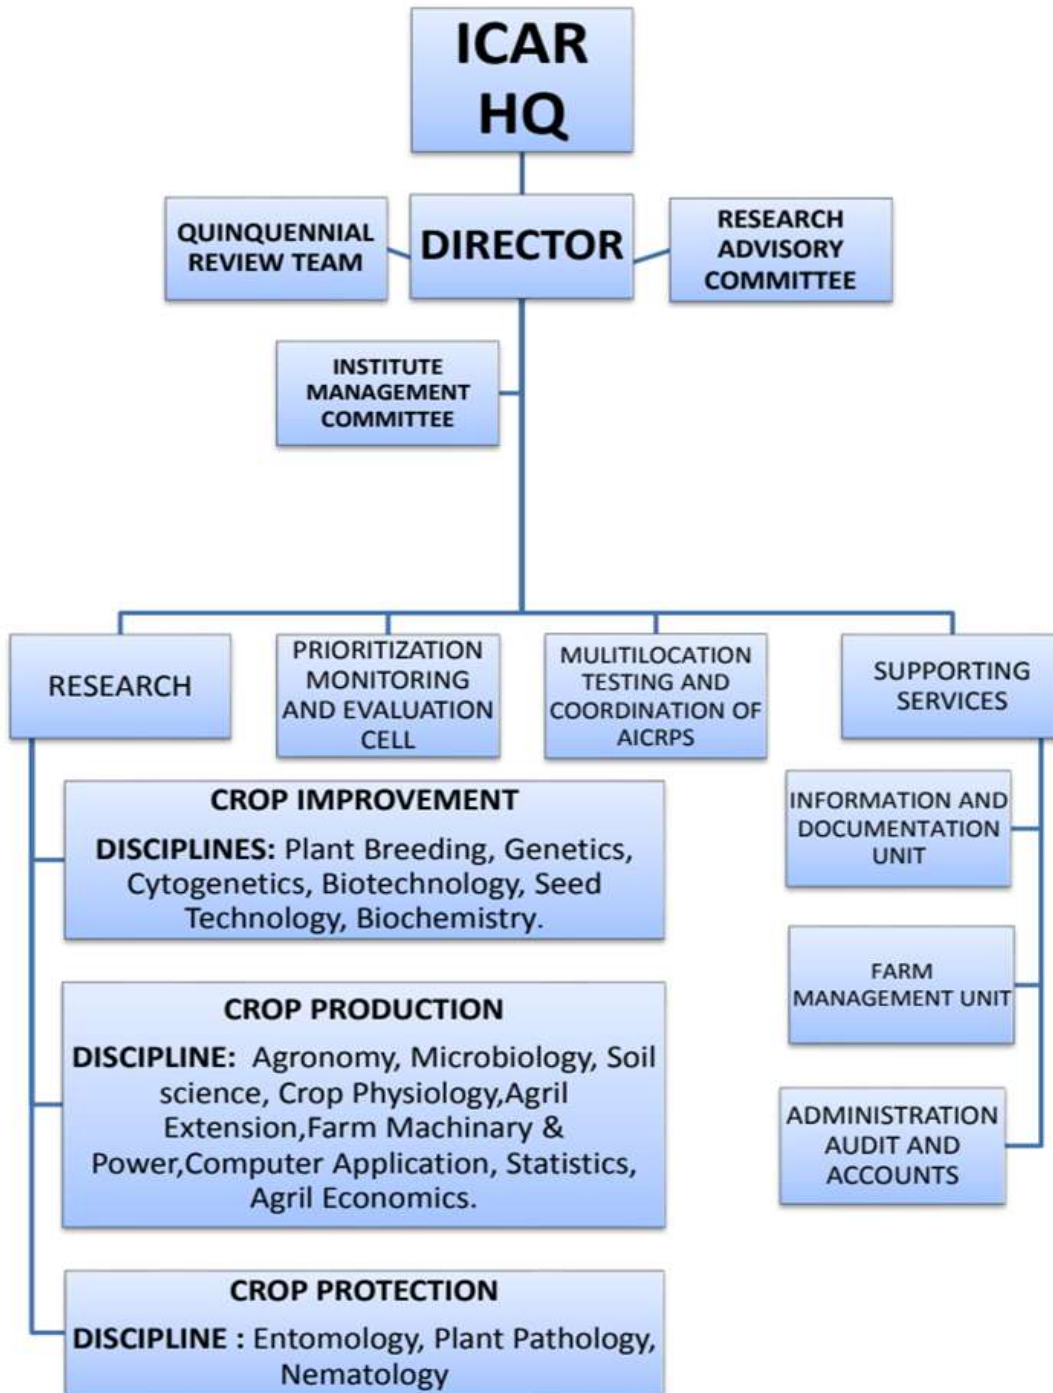 ICAR
HQ
QUINQUENNIAL
REVIEW TEAM
DIRECTOR
RESEARCH
ADVISORY
COMMITTEE
INSTITUTE
MANAGEMENT
COMMITTEE
RESEARCH
PRIORITIZATION
MONITORING
AND EVALUATION
CELL
MULITILOCATION
TESTING AND
COORDINATION OF
AICRPS
SUPPORTING
SERVICES
CROP IMPROVEMENT
DISCIPLINES: Plant Breeding, Genetics,
Cytogenetics, Biotechnology, Seed
Technology, Biochemistry.
CROP PRODUCTION
DISCIPLINE: Agronomy, Microbiology, Soil
science, Crop Physiology,Agril
Extension,Farm Machinary &
Power,Computer Application, Statistics,
Agril Economics.
CROP PROTECTION
DISCIPLINE : Entomology, Plant Pathology,
Nematology
INFORMATION AND
DOCUMENTATION
UNIT
FARM
MANAGEMENT UNIT
ADMINISTRATION
AUDIT AND
ACCOUNTS